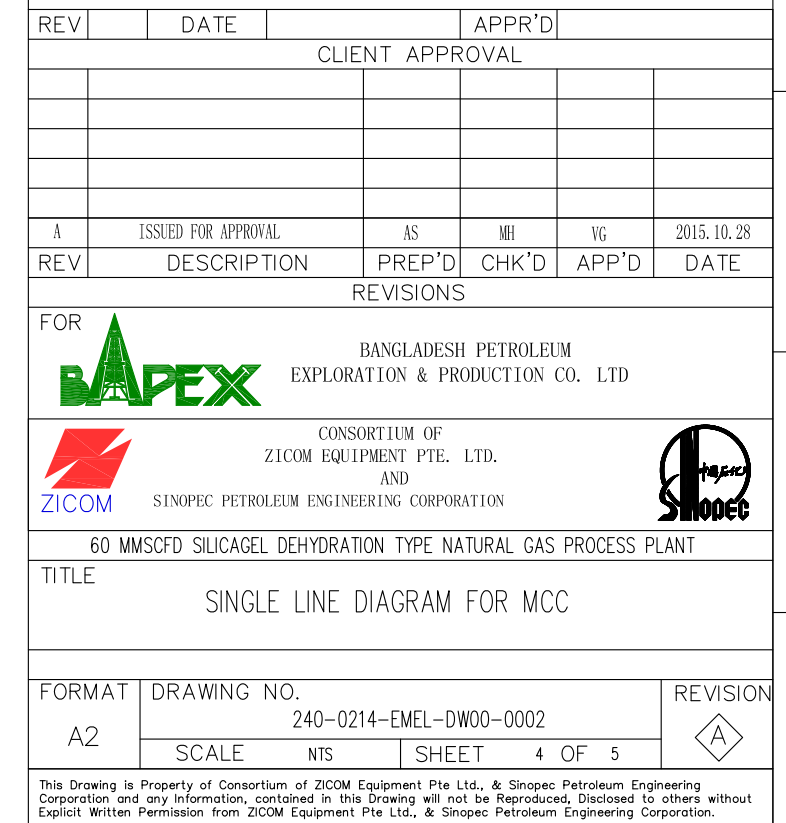 REV DATE APPR'D
CLIENT APPROVAL
A ISSUED FOR APPROVAL AS MH VG 2015.10.28
REV DESCRIPTION PREP'D CHK'D APP'D DATE
REVISIONS
FOR
BAPEX
BANGLADESH PETROLEUM
EXPLORATION & PRODUCTION CO. LTD
ZICOM
CONSORTIUM OF
ZICOM EQUIPMENT PTE. LTD.
AND
SINOPEC PETROLEUM ENGINEERING CORPORATION
中国石化
SINOPEC
60 MMSCFD SILICAGEL DEHYDRATION TYPE NATURAL GAS PROCESS PLANT
TITLE
SINGLE LINE DIAGRAM FOR MCC
FORMAT
A2
DRAWING NO.
240-0214-EMEL-DW00-0002
SCALE NTS SHEET 4 OF 5
REVISION
A
This Drawing is Property of Consortium of ZICOM Equipment Pte Ltd., & Sinopec Petroleum Engineering
Corporation and any Information, contained in this Drawing will not be Reproduced, Disclosed to others without
Explicit Written Permission from ZICOM Equipment Pte Ltd., & Sinopec Petroleum Engineering Corporation.